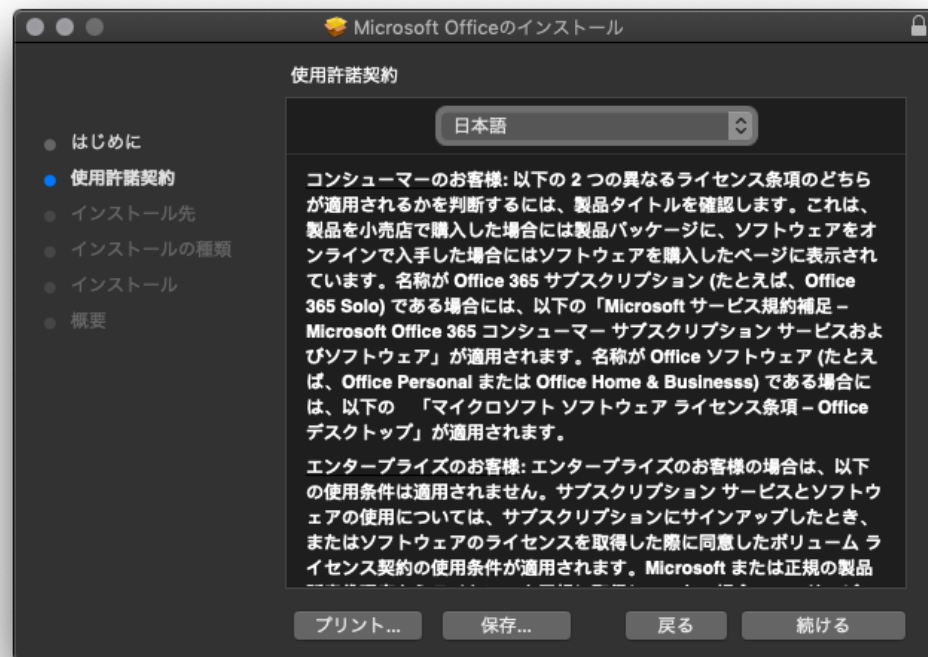 Microsoft Officeのインストール
使用許諾契約
はじめに
使用許諾契約
インストール先
インストールの種類
インストール
概要
日本語
コンシューマーのお客様: 以下の 2 つの異なるライセンス条項のどちら
が適用されるかを判断するには、製品タイトルを確認します。これは、
製品を小売店で購入した場合には製品パッケージに、ソフトウェアをオ
ンラインで入手した場合にはソフトウェアを購入したページに表示され
ています。名称が Office 365 サブスクリプション (たとえば、Office
365 Solo) である場合には、以下の「Microsoft サービス規約補足 –
Microsoft Office 365 コンシューマー サブスクリプション サービスおよ
びソフトウェア」が適用されます。名称が Office ソフトウェア (たとえ
ば、Office Personal または Office Home & Businesss) である場合に
は、以下の 「マイクロソフト ソフトウェア ライセンス条項 – Office
デスクトップ」が適用されます。
エンタープライズのお客様: エンタープライズのお客様の場合は、以下
の使用条件は適用されません。サブスクリプション サービスとソフトウ
ェアの使用については、サブスクリプションにサインアップしたとき、
またはソフトウェアのライセンスを取得した際に同意したボリューム ラ
イセンス契約の使用条件が適用されます。Microsoft または正規の製品
プリント...
保存...
戻る
続ける